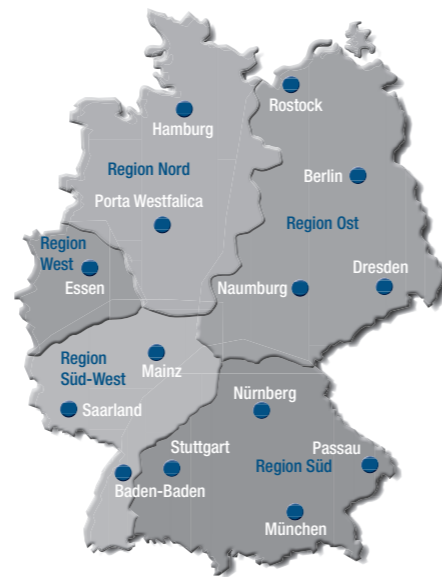 Rostock
Hamburg
Region Nord
Berlin
Porta Westfalica
Region Ost
Region
West
Essen
Naumburg
Dresden
Region
Süd-West
Mainz
Saarland
Nürnberg
Stuttgart
Passau
Region Süd
Baden-Baden
München